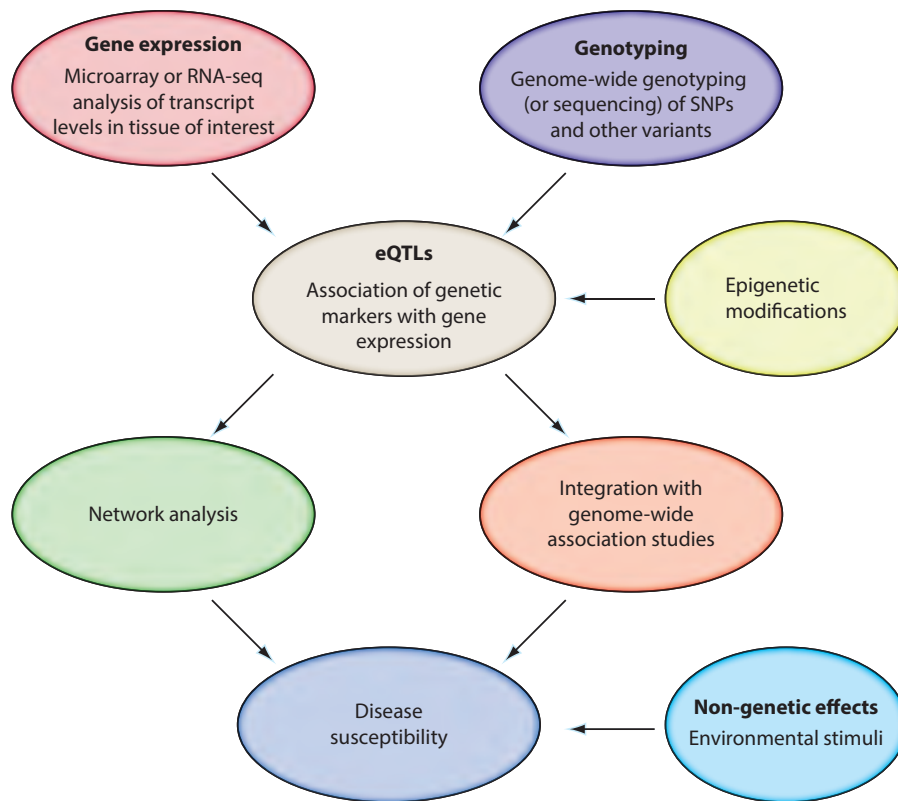 Gene expression
Microarray or RNA-seq
analysis of transcript
levels in tissue of interest
Genotyping
Genome-wide genotyping
(or sequencing) of SNPs
and other variants
eQTLs
Association of genetic
markers with gene
expression
Epigenetic
modifications
Network analysis
Integration with
genome-wide
association studies
Disease
susceptibility
Non-genetic effects
Environmental stimuli